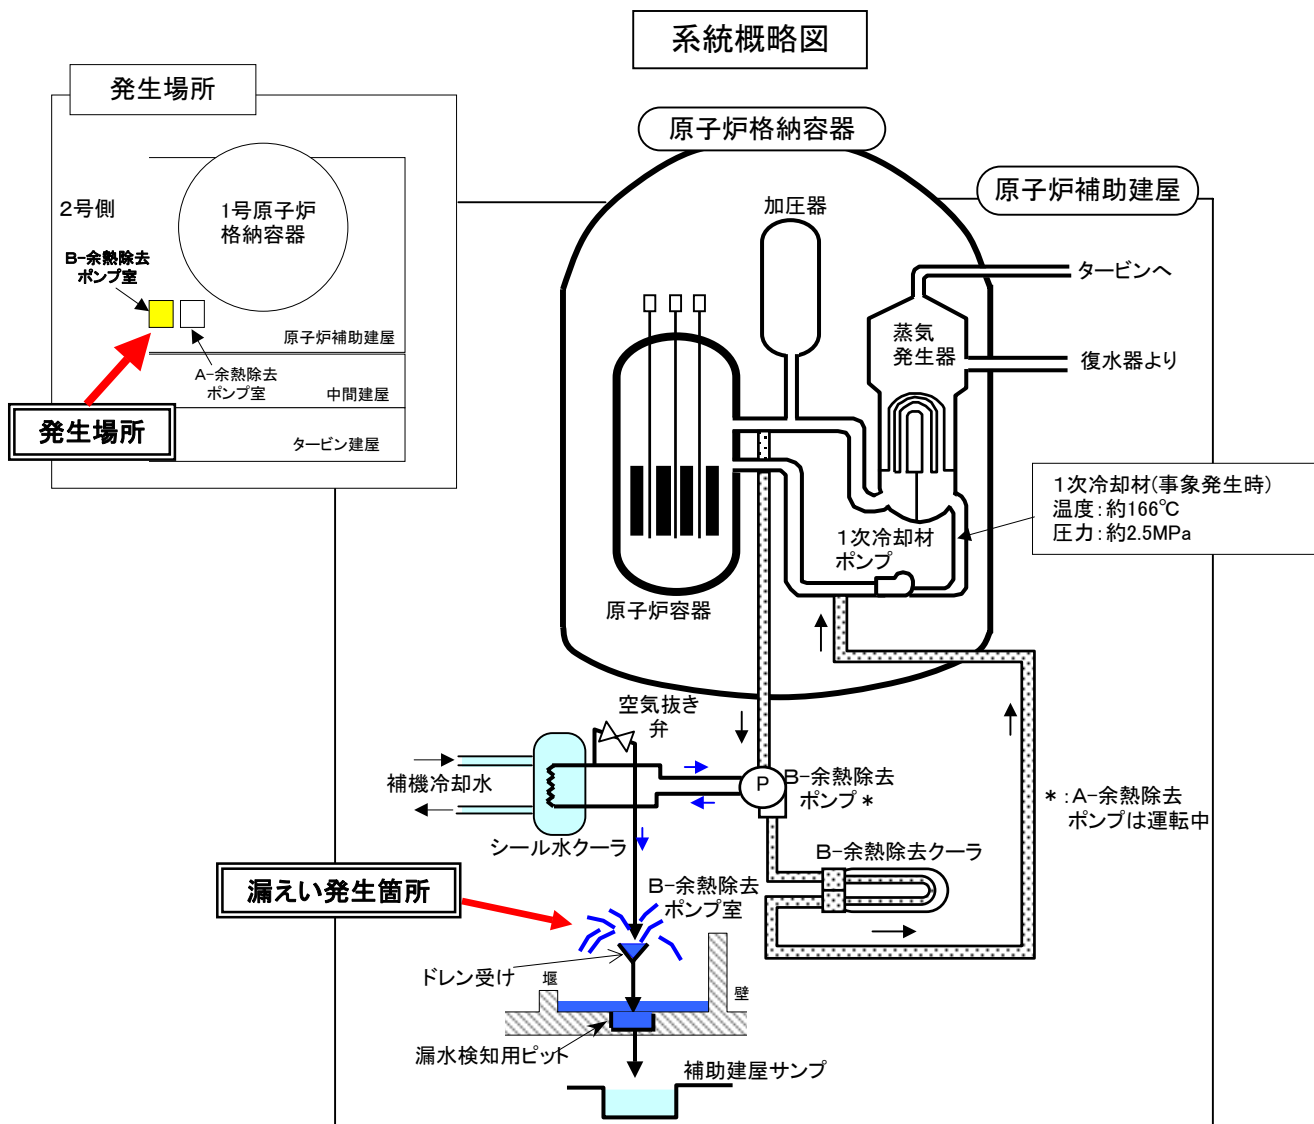 系統概略図
発生場所
原子炉格納容器
原子炉補助建屋
2号側
1号原子炉
格納容器
B-余熱除去
ポンプ室
原子炉補助建屋
A-余熱除去
ポンプ室
中間建屋
発生場所
タービン建屋
加圧器
タービンへ
蒸気
発生器
復水器より
1次冷却材(事象発生時)
温度:約166℃
圧力:約2.5MPa
1次冷却材
ポンプ
原子炉容器
空気抜き
弁
補機冷却水
P
B-余熱除去
ポンプ*
*:A-余熱除去
ポンプは運転中
シール水クーラ
B-余熱除去クーラ
漏えい発生箇所
B-余熱除去
ポンプ室
ドレン受け
堰
壁
漏水検知用ピット
補助建屋サンプ